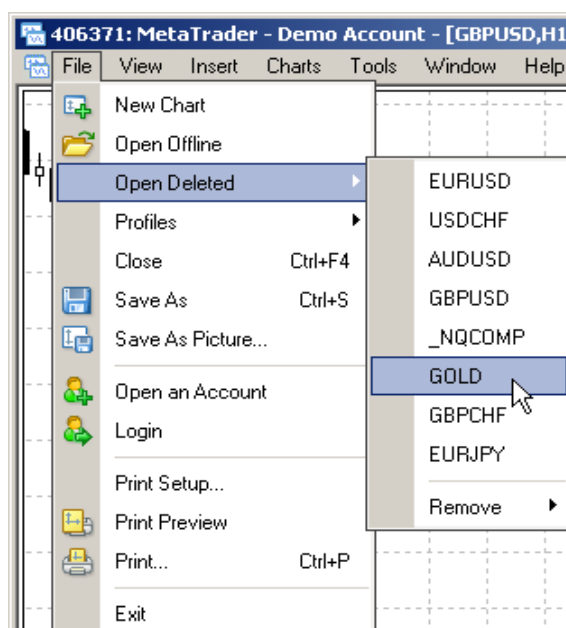 406371: MetaTrader - Demo Account - [GBPUSD,H1
File View Insert Charts Tools Window Help
New Chart
Open Offline
Open Deleted
Profiles
Close Ctrl+F4
Save As Ctrl+S
Save As Picture...
Open an Account
Login
Print Setup...
Print Preview
Print... Ctrl+P
Exit
EURUSD
USDCHF
AUDUSD
GBPUSD
_NQCOMP
GOLD
GBPCHF
EURJPY
Remove